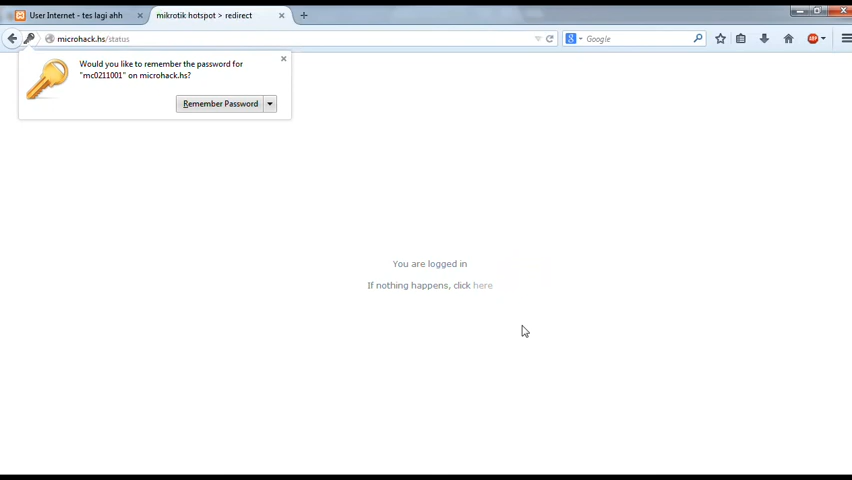 User Internet - tes lagi ahh
mikrotik hotspot > redirect
microhack.hs/status
Google
ABP
Would you like to remember the password for
"mc0211001" on microhack.hs?
Remember Password
You are logged in
If nothing happens, click here